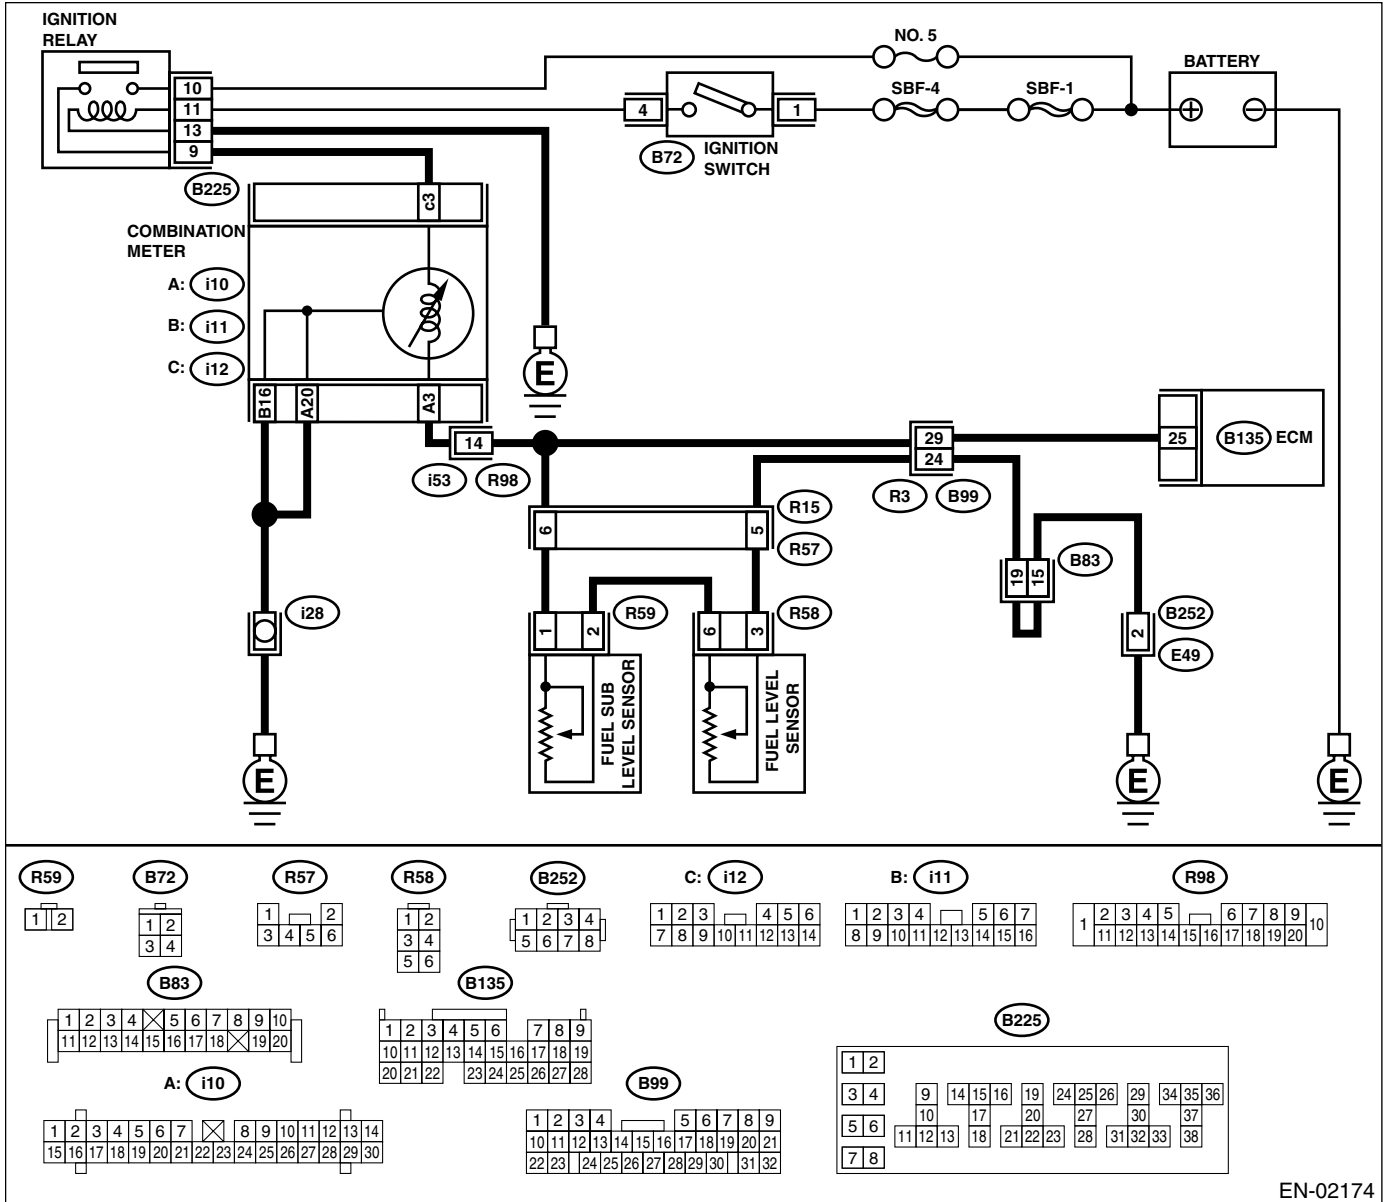 IGNITION
RELAY
10
11
13
9
B225
NO. 5
SBF-4
SBF-1
BATTERY
4
1
B72
IGNITION
SWITCH
c3
COMBINATION
METER
A: i10
B: i11
C: i12
B16
A20
A3
E
14
i53
R98
29
24
R3
B99
25
B135
ECM
R15
6
5
R57
19
15
B83
i28
1
2
R59
6
3
R58
2
B252
E49
FUEL SUB
LEVEL SENSOR
FUEL LEVEL
SENSOR
E
E
E
R59
1 2
B72
1 2
3 4
R57
1 2
3 4 5 6
R58
1 2
3 4
5 6
B252
1 2 3 4
5 6 7 8
C: i12
1 2 3 4 5 6
7 8 9 10 11 12 13 14
B: i11
1 2 3 4 5 6 7
8 9 10 11 12 13 14 15 16
R98
1 2 3 4 5 6 7 8 9 10
11 12 13 14 15 16 17 18 19 20
B83
1 2 3 4 5 6 7 8 9 10
11 12 13 14 15 16 17 18 19 20
B135
1 2 3 4 5 6 7 8 9
10 11 12 13 14 15 16 17 18 19
20 21 22 23 24 25 26 27 28
B225
1 2
3 4 9 14 15 16 19 24 25 26 29 34 35 36
10 17 20 27 30 37
5 6 11 12 13 18 21 22 23 28 31 32 33 38
7 8
A: i10
1 2 3 4 5 6 7 8 9 10 11 12 13 14
15 16 17 18 19 20 21 22 23 24 25 26 27 28 29 30
B99
1 2 3 4 5 6 7 8 9
10 11 12 13 14 15 16 17 18 19 20 21
22 23 24 25 26 27 28 29 30 31 32
EN-02174